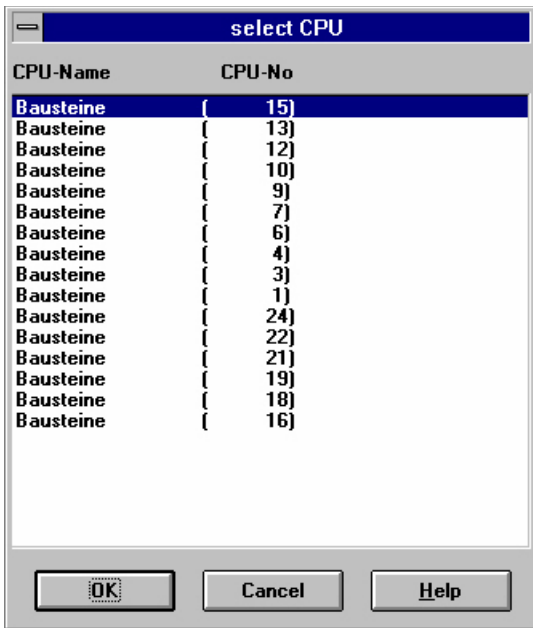 select CPU
CPU-Name CPU-No
Bausteine ( 15)
Bausteine ( 13)
Bausteine ( 12)
Bausteine ( 10)
Bausteine ( 9)
Bausteine ( 7)
Bausteine ( 6)
Bausteine ( 4)
Bausteine ( 3)
Bausteine ( 1)
Bausteine ( 24)
Bausteine ( 22)
Bausteine ( 21)
Bausteine ( 19)
Bausteine ( 18)
Bausteine ( 16)
OK Cancel Help